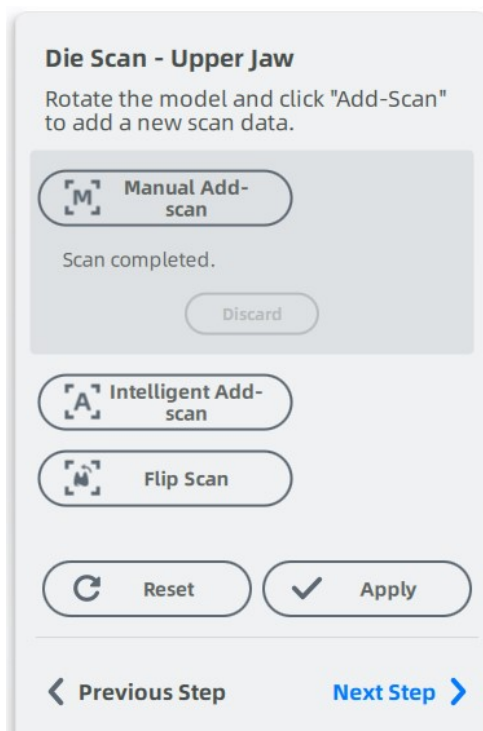 Die Scan - Upper Jaw
Rotate the model and click "Add-Scan"
to add a new scan data.
M
Manual Add-
scan
Scan completed.
Discard
A
Intelligent Add-
scan
Flip Scan
Reset
Apply
Previous Step
Next Step